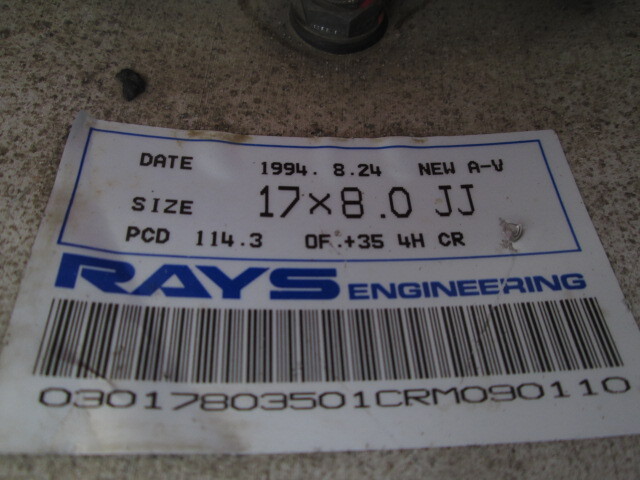 DATE 1994. 8.24 NEW A-V
SIZE 17×8.0 JJ
PCD 114.3 OF.+35 4H CR
RAYS ENGINEERING
03017803501CRM090110